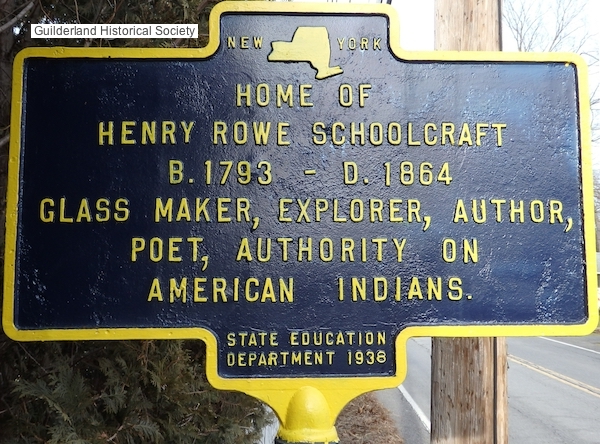 Guilderland Historical Society
NEW YORK
HOME OF
HENRY ROWE SCHOOLCRAFT
B. 1793 - D. 1864
GLASS MAKER, EXPLORER, AUTHOR,
POET, AUTHORITY ON
AMERICAN INDIANS.
STATE EDUCATION
DEPARTMENT 1938